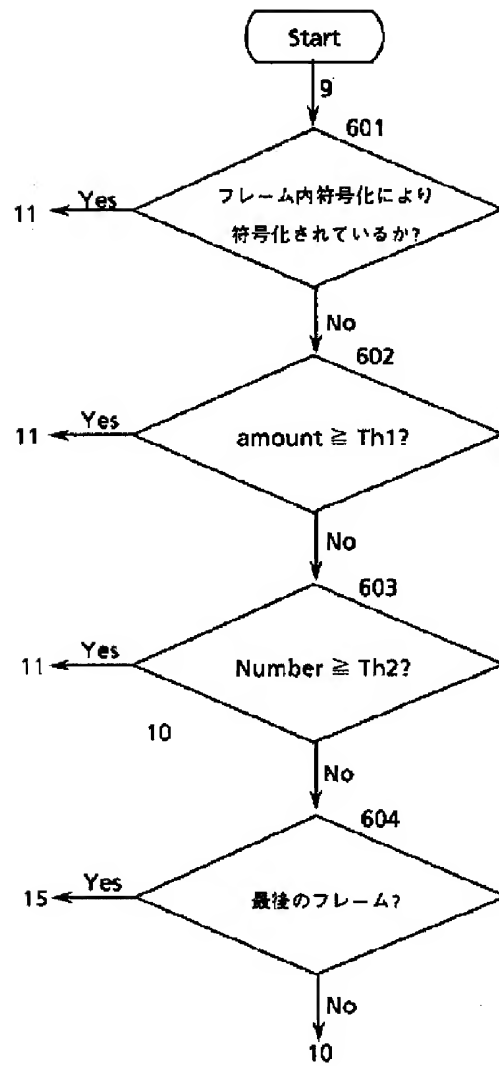 Start
9
601
フレーム内符号化により
符号化されているか?
Yes
11
No
602
amount ≧ Th1?
Yes
11
No
603
Number ≧ Th2?
Yes
11
10
No
604
最後のフレーム?
Yes
15
No
10